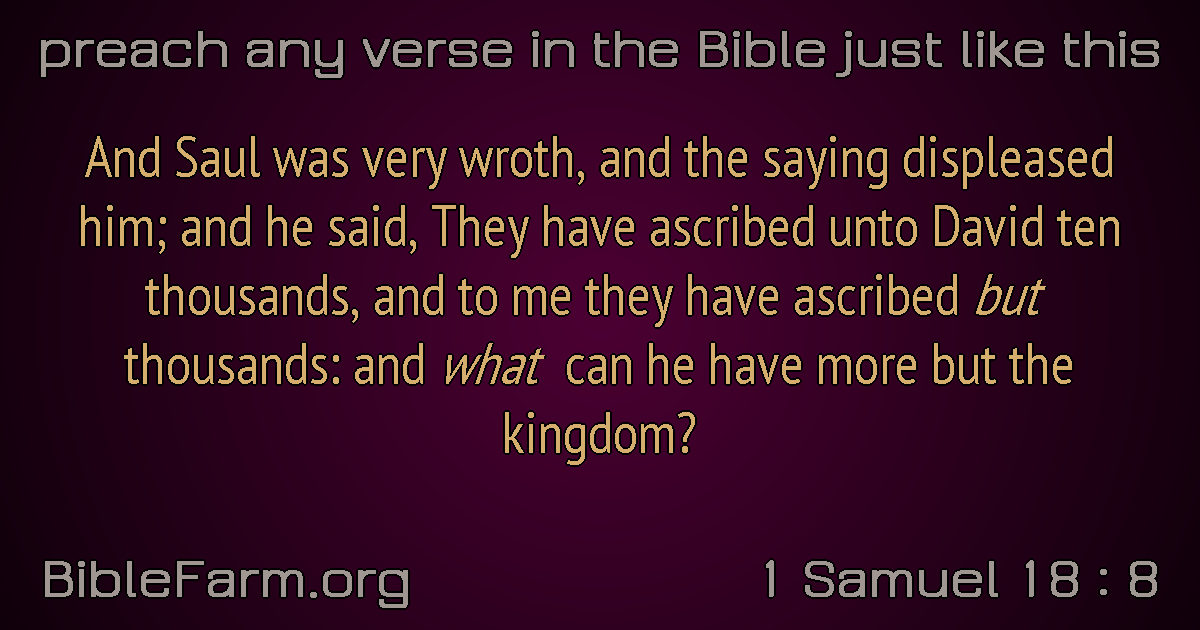 preach any verse in the Bible just like this
And Saul was very wroth, and the saying displeased
him; and he said, They have ascribed unto David ten
thousands, and to me they have ascribed but
thousands: and what can he have more but the
kingdom?
BibleFarm.org
1 Samuel 18 : 8